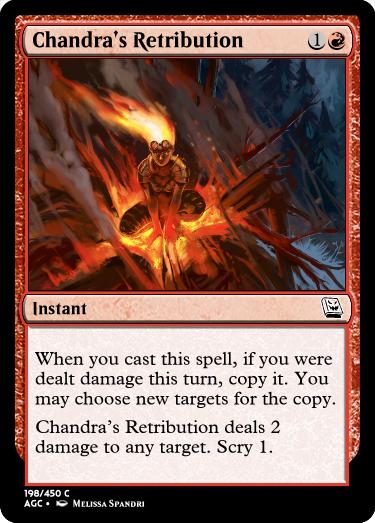 Chandra's Retribution 1
Instant
When you cast this spell, if you were
dealt damage this turn, copy it. You
may choose new targets for the copy.
Chandra's Retribution deals 2
damage to any target. Scry 1.
198/450 C
AGC • Melissa Spandri